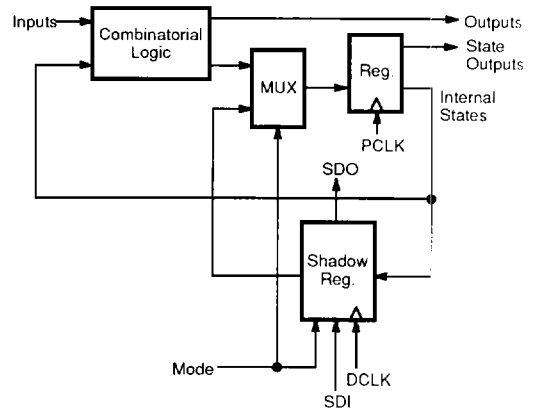 Inputs
Combinatorial
Logic
Outputs
State
Outputs
MUX
Reg.
Internal
States
PCLK
SDO
Shadow
Reg.
Mode
DCLK
SDI